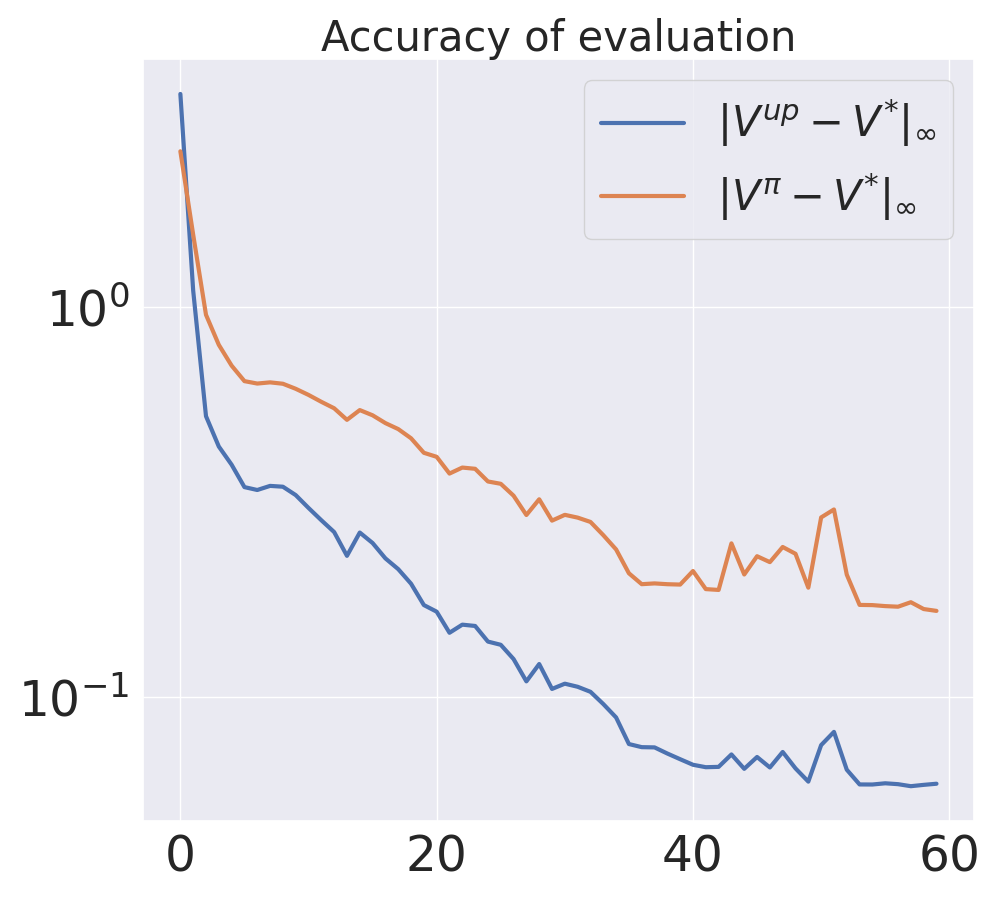 Accuracy of evaluation
|V^{up} − V^*|_∞
|V^π − V^*|_∞
10^0
10^{−1}
0 20 40 60